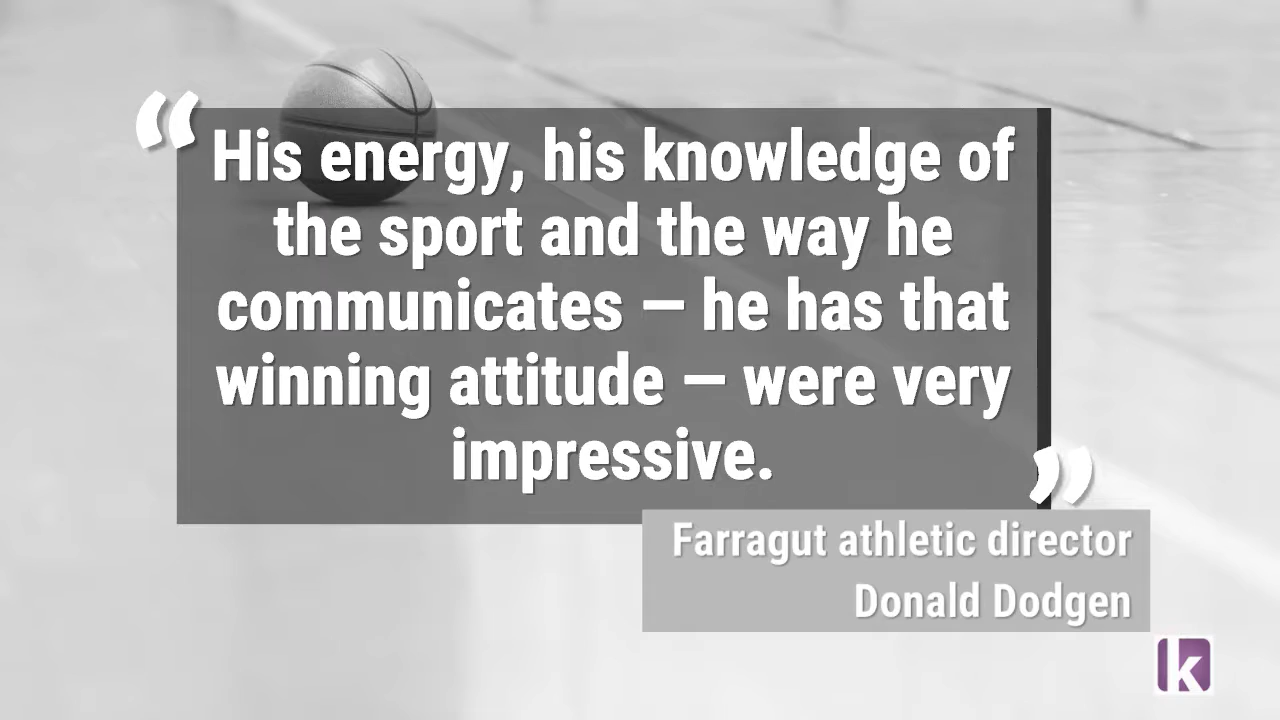 “
His energy, his knowledge of
the sport and the way he
communicates — he has that
winning attitude — were very
impressive.
”
Farragut athletic director
Donald Dodgen
k